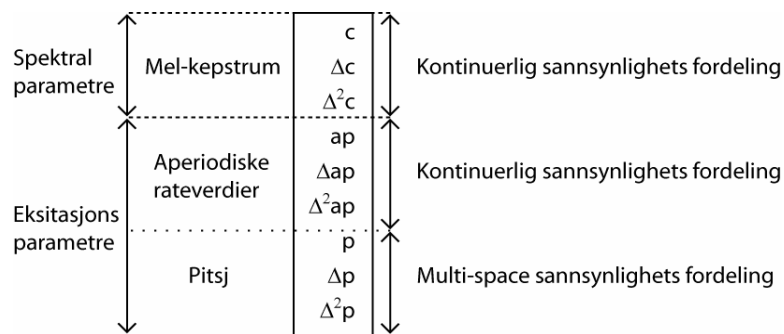 Spektral
parametre
Mel-kepstrum
c
Δc
Δ²c
Kontinuerlig sannsynlighets fordeling
Eksitasjons
parametre
Aperiodiske
rateverdier
ap
Δap
Δ²ap
Kontinuerlig sannsynlighets fordeling
Pitsj
p
Δp
Δ²p
Multi-space sannsynlighets fordeling